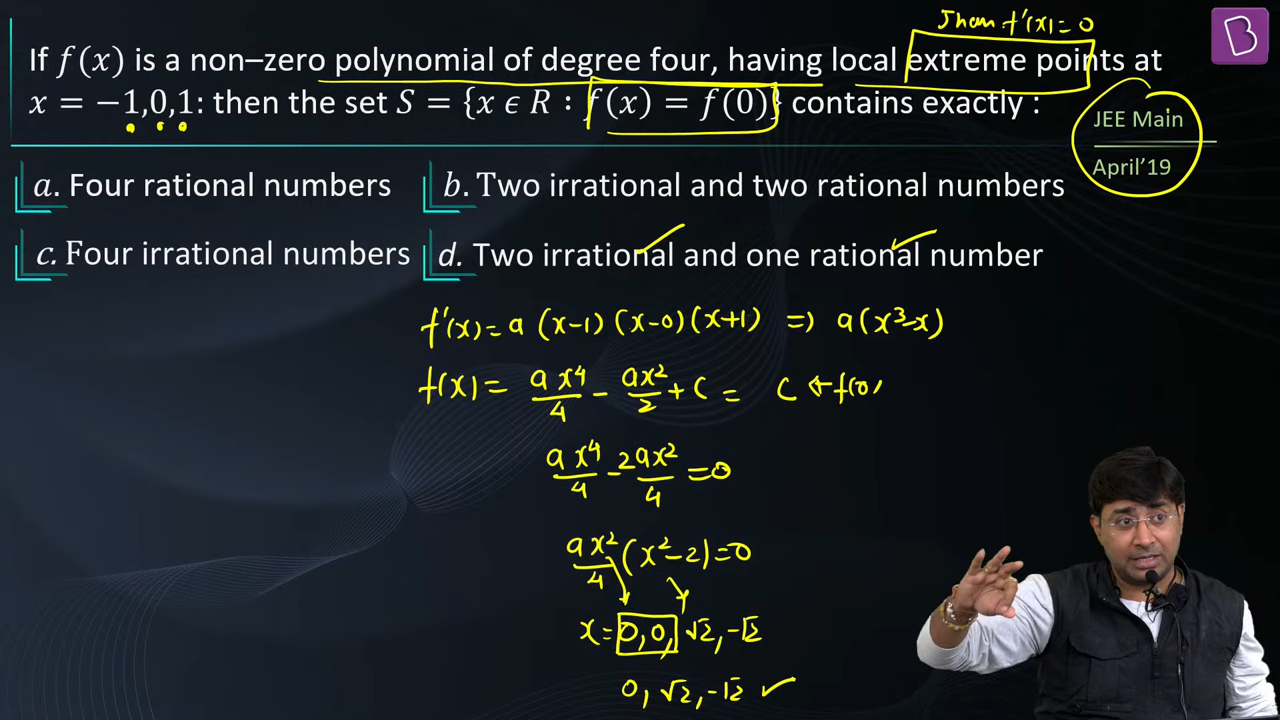 Then f'(x) = 0
If f(x) is a non–zero polynomial of degree four, having local extreme points at
x = −1,0,1: then the set S = {x ϵ R : f(x) = f(0)} contains exactly :
JEE Main
April'19
a. Four rational numbers
b. Two irrational and two rational numbers
c. Four irrational numbers
d. Two irrational and one rational number
f'(x) = a (x-1) (x-0) (x+1) => a(x³-x)
f(x) = ax⁴/4 - ax²/2 + C = C ← f(0)
ax⁴/4 - 2ax²/4 = 0
ax²/4 (x²-2) = 0
x = 0, 0, √2, -√2
0, √2, -√2 ✓